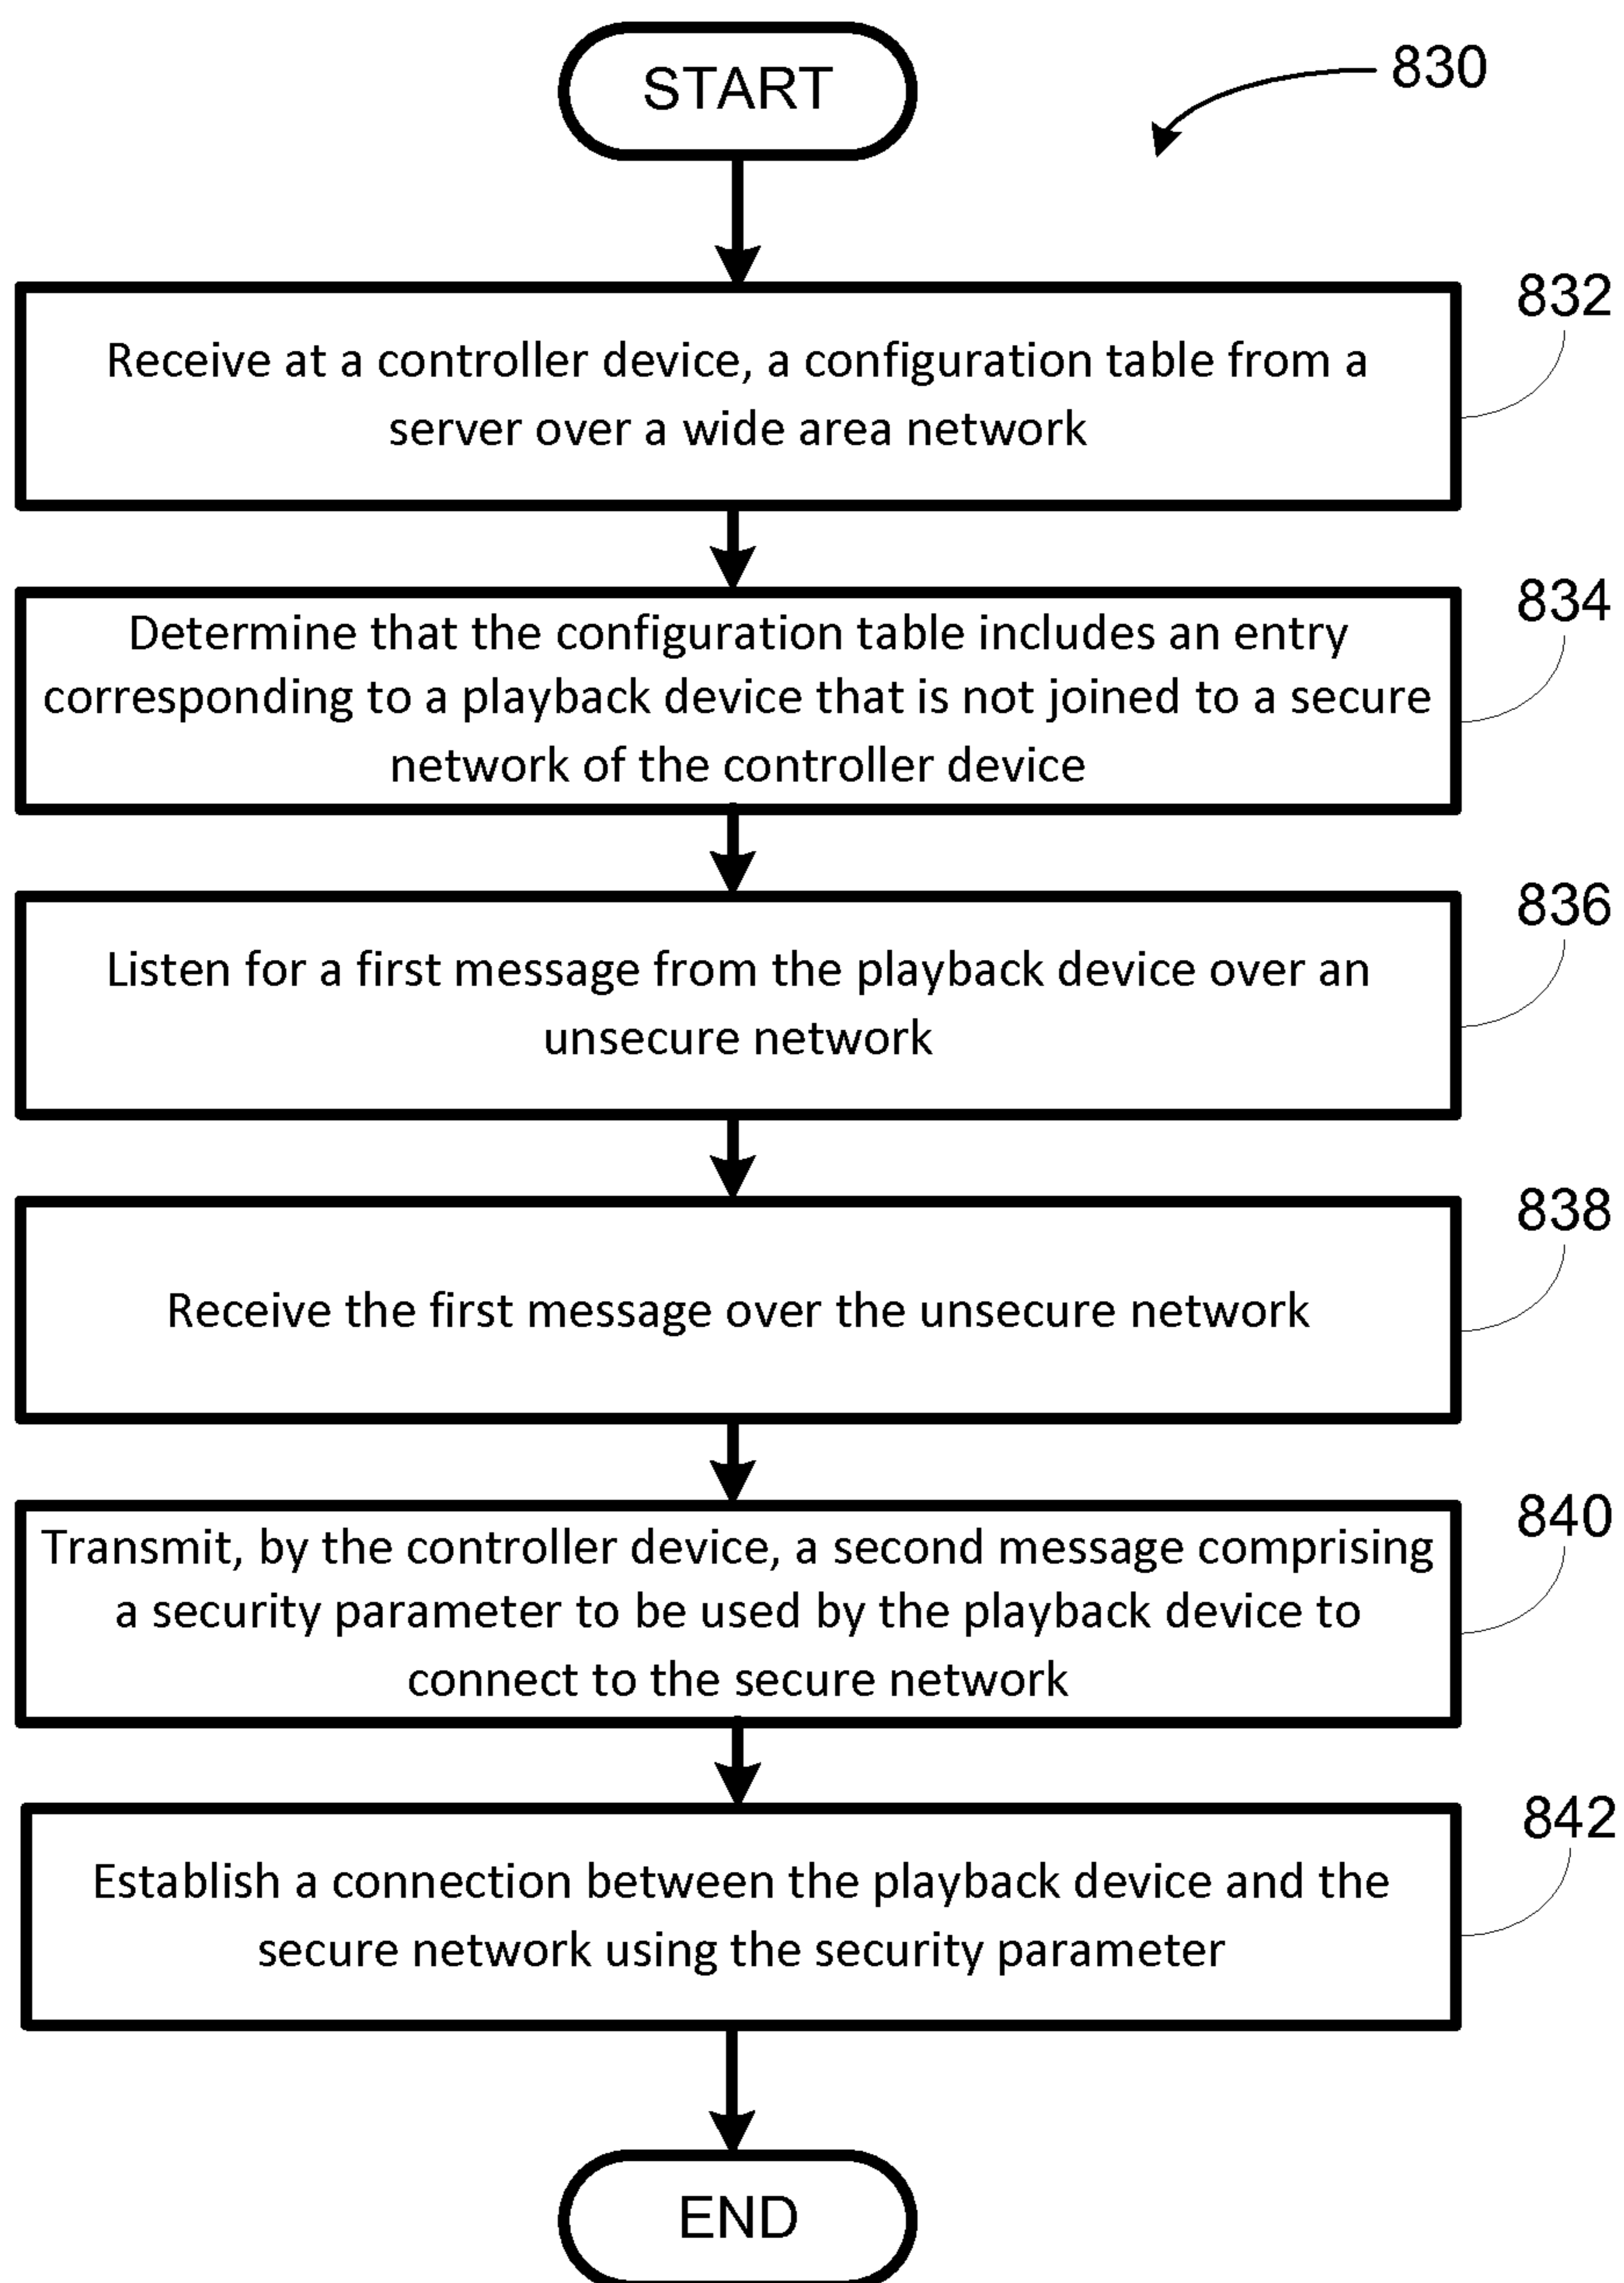 START
830
832
Receive at a controller device, a configuration table from a
server over a wide area network
834
Determine that the configuration table includes an entry
corresponding to a playback device that is not joined to a secure
network of the controller device
836
Listen for a first message from the playback device over an
unsecure network
838
Receive the first message over the unsecure network
840
Transmit, by the controller device, a second message comprising
a security parameter to be used by the playback device to
connect to the secure network
842
Establish a connection between the playback device and the
secure network using the security parameter
END